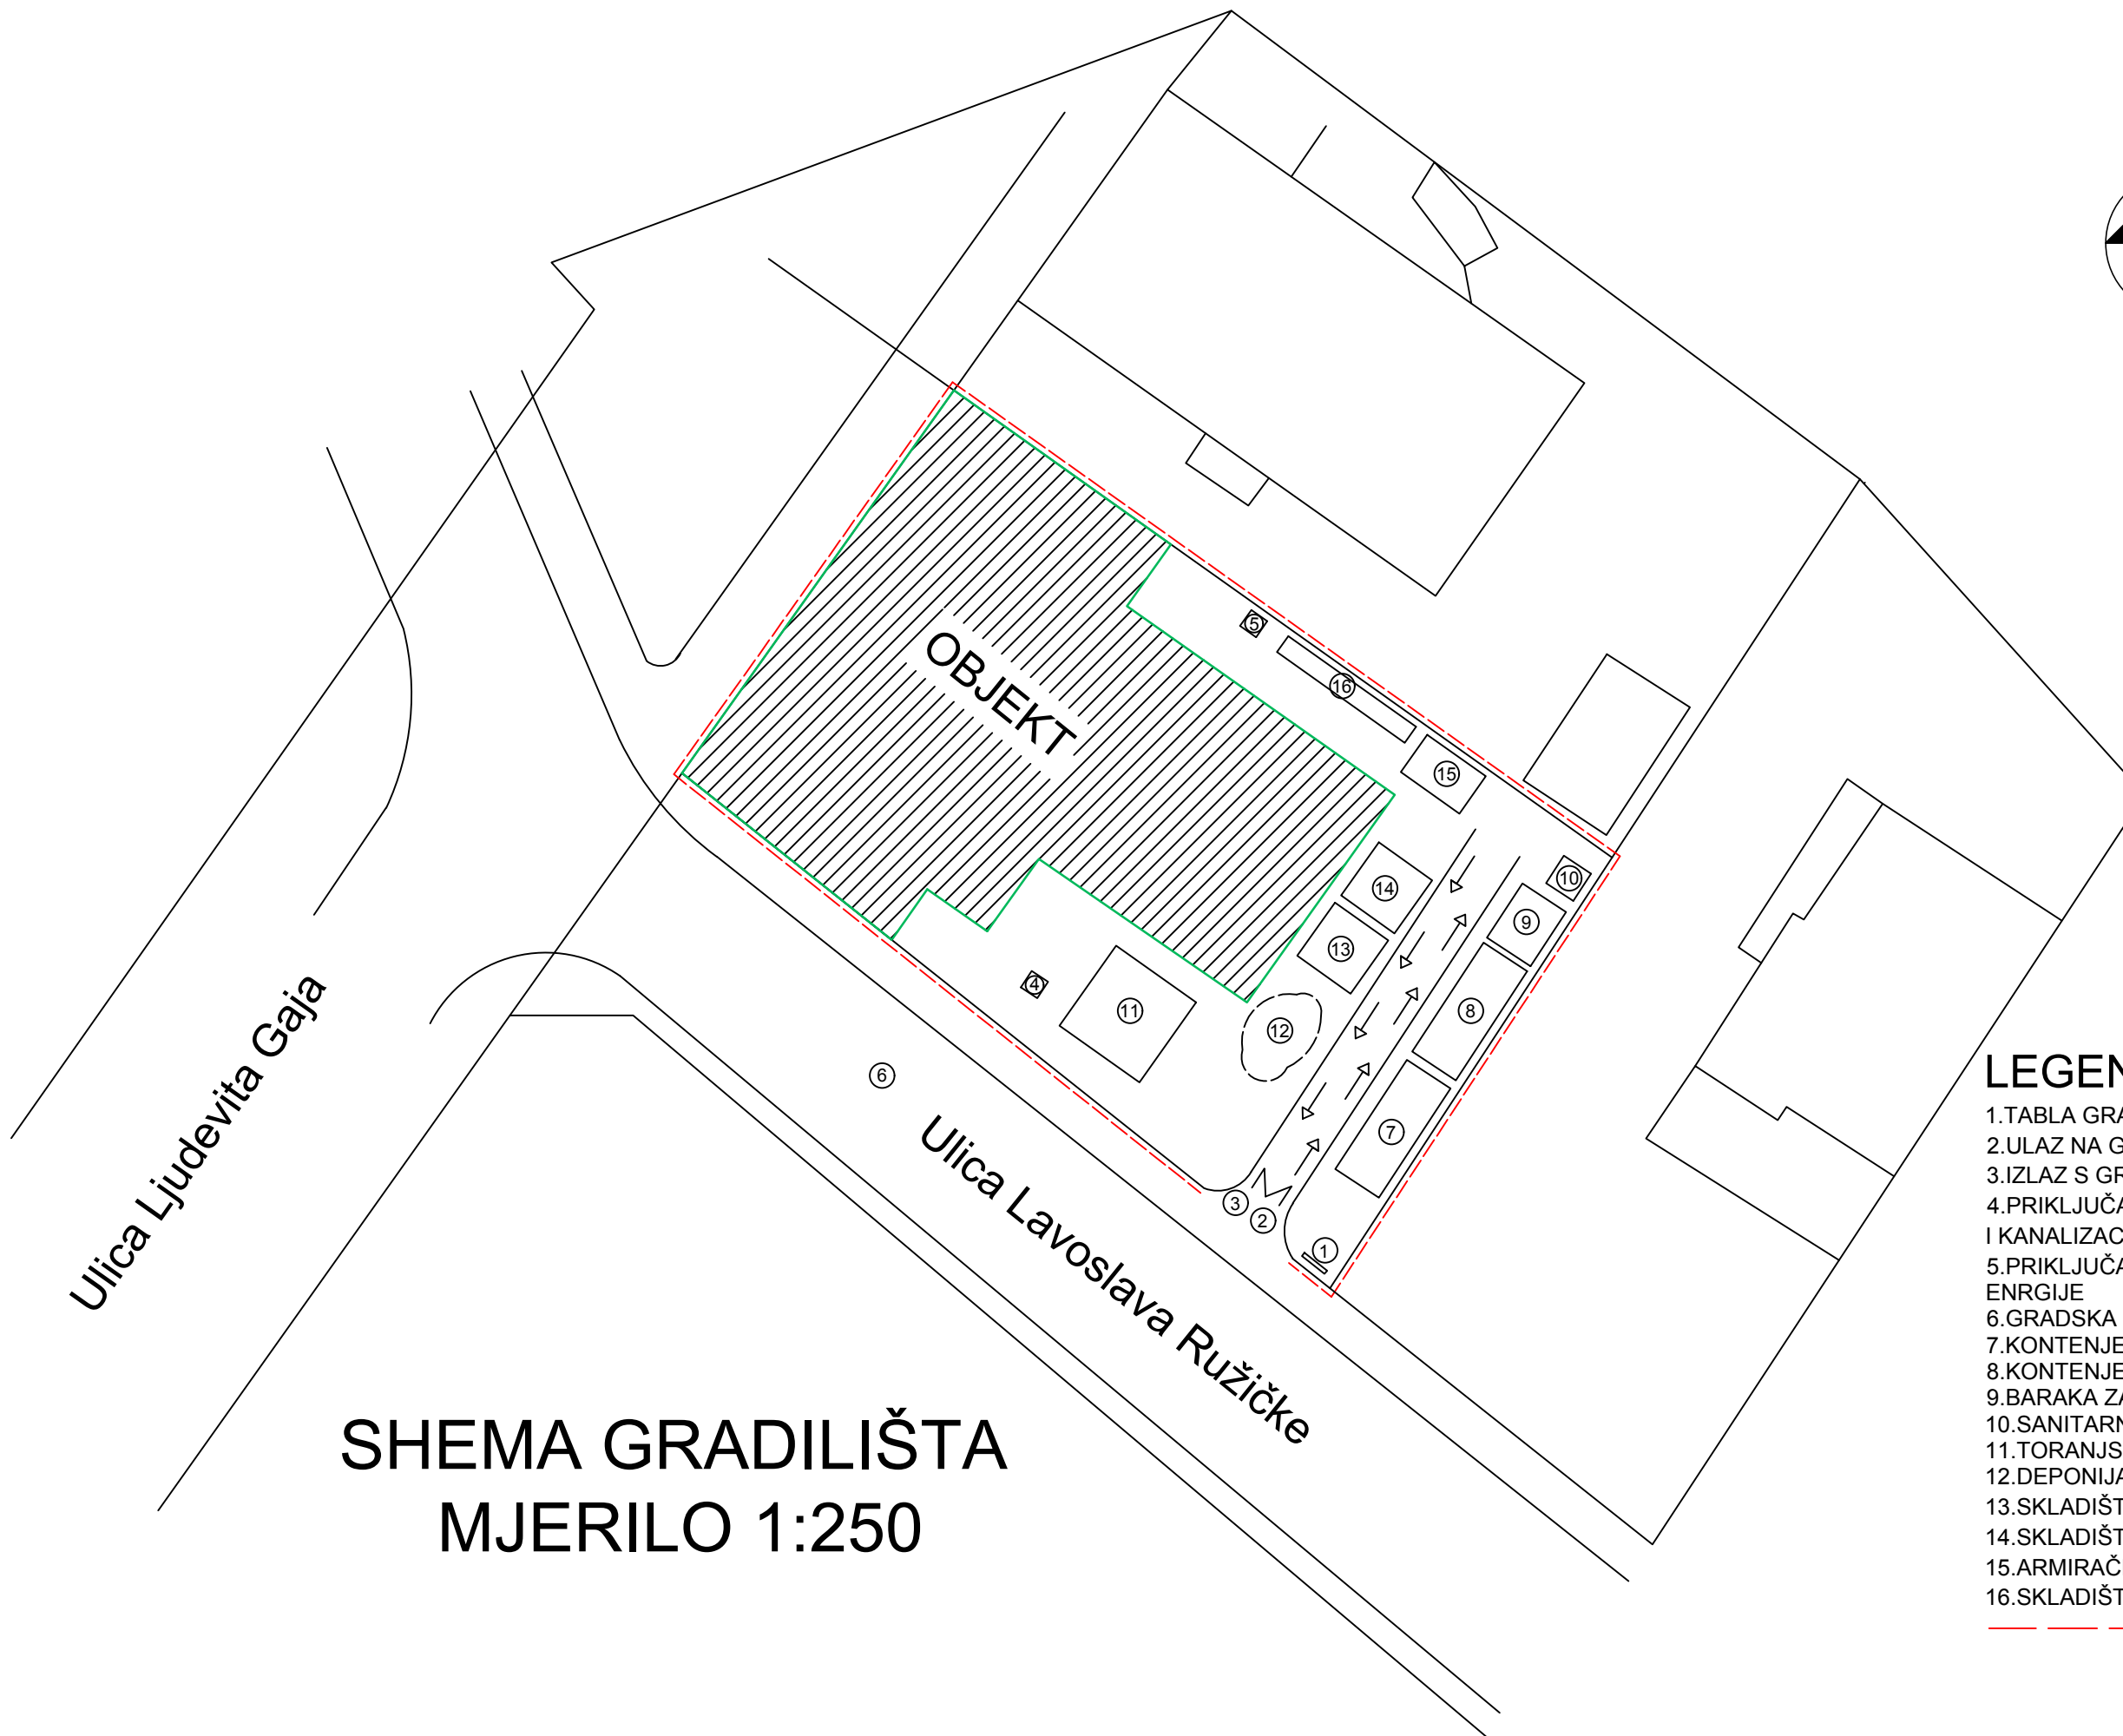 OBJEKT
5
16
15
14
10
13
9
4
11
12
8
6
7
3
2
1
Ulica Ljudevita Gaja
Ulica Lavoslava Ružičke
SHEMA GRADILIŠTA
MJERILO 1:250
LEGEN
1.TABLA GRA
2.ULAZ NA G
3.IZLAZ S GR
4.PRIKLJUČA
I KANALIZAC
5.PRIKLJUČA
ENRGIJE
6.GRADSKA
7.KONTENJE
8.KONTENJE
9.BARAKA ZA
10.SANITARN
11.TORANJS
12.DEPONIJA
13.SKLADIŠT
14.SKLADIŠT
15.ARMIRAČ
16.SKLADIŠT